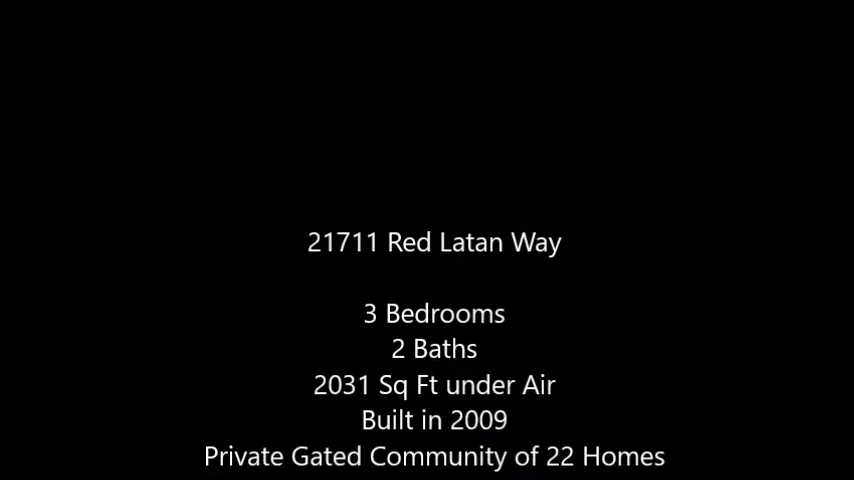 21711 Red Latan Way
3 Bedrooms
2 Baths
2031 Sq Ft under Air
Built in 2009
Private Gated Community of 22 Homes